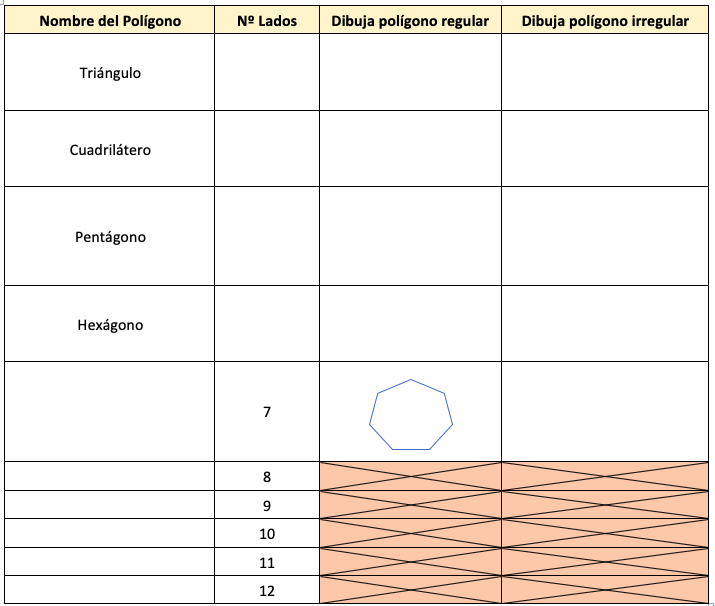 Nombre del Polígono Nº Lados Dibuja polígono regular Dibuja polígono irregular
Triángulo
Cuadrilátero
Pentágono
Hexágono
7
8
9
10
11
12